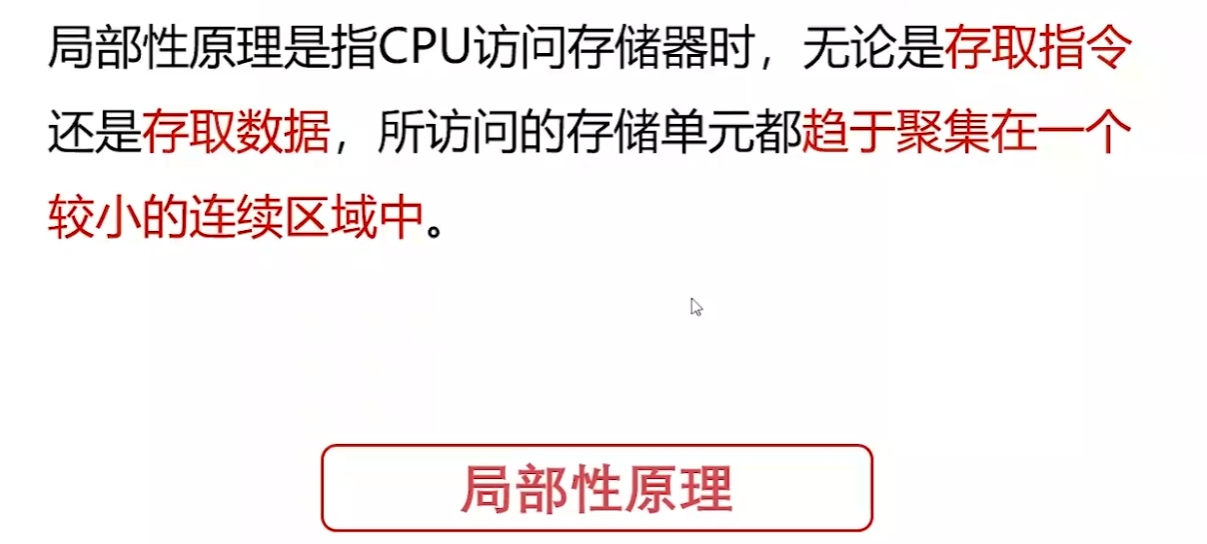 局部性原理是指CPU访问存储器时，无论是存取指令
还是存取数据，所访问的存储单元都趋于聚集在一个
较小的连续区域中。
局部性原理